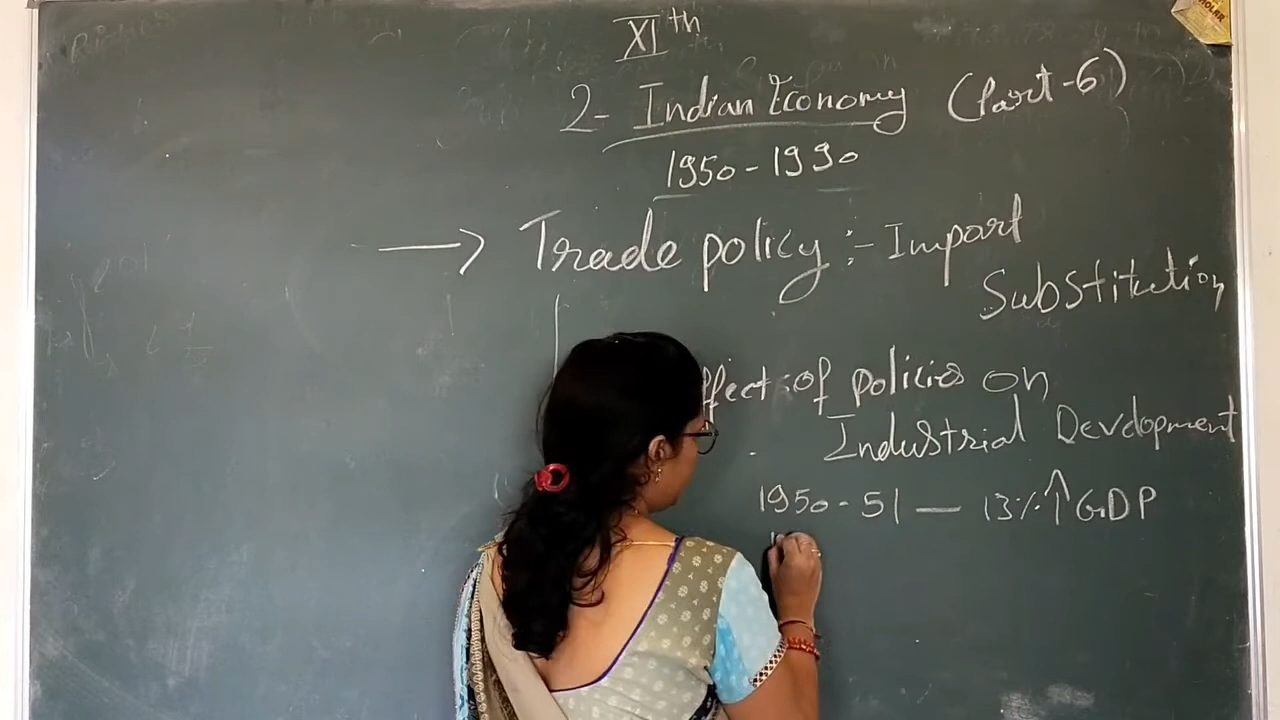 XIth
2- Indian Economy (Part-6)
1950-1990
→ Trade policy :- Import
Substitution
ffect of policies on
Industrial Development
1950-51 — 13% ↑ GDP